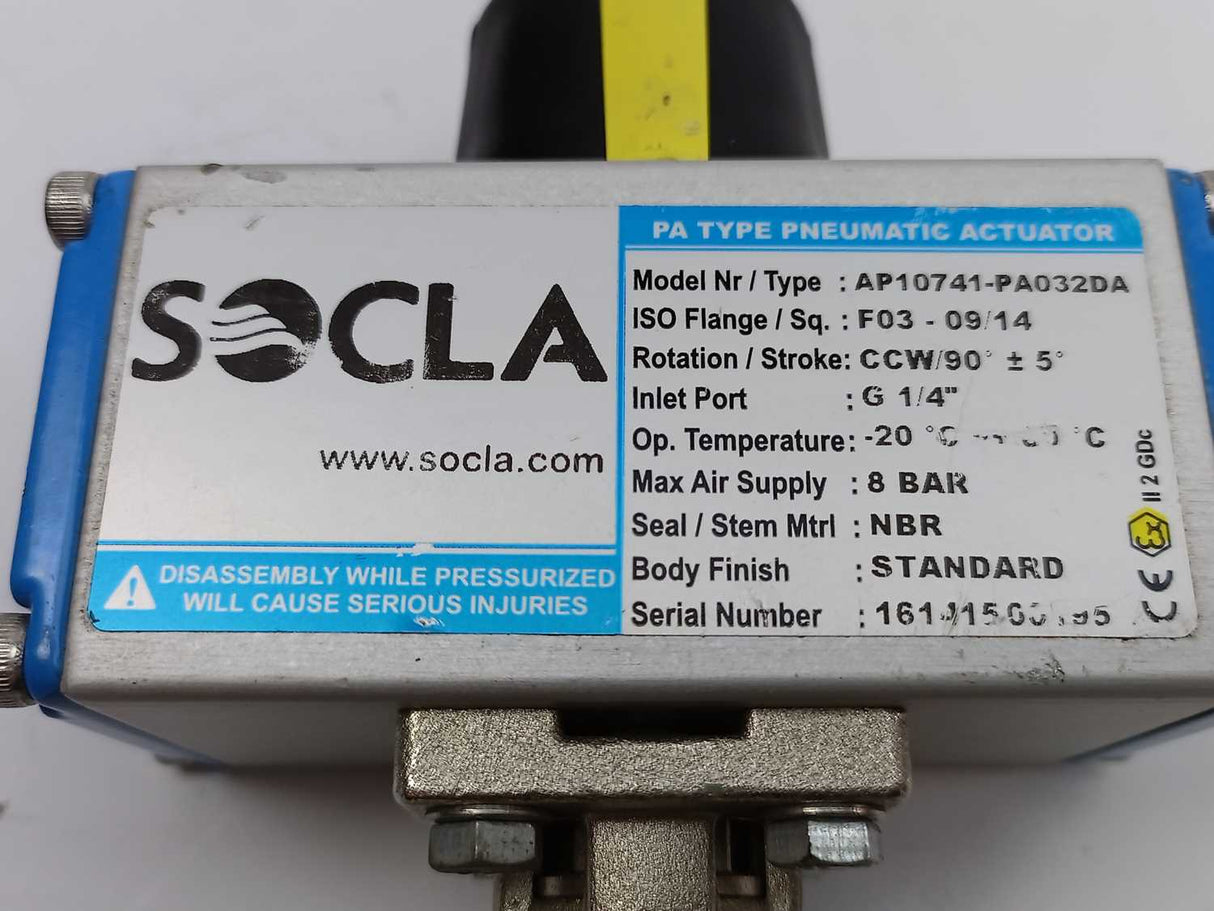 SOCLA
www.socla.com
DISASSEMBLY WHILE PRESSURIZED
WILL CAUSE SERIOUS INJURIES
PA TYPE PNEUMATIC ACTUATOR
Model Nr / Type : AP10741-PA032DA
ISO Flange / Sq. : F03 - 09/14
Rotation / Stroke: CCW/90° ± 5°
Inlet Port : G 1/4"
Op. Temperature: -20 °C °C
Max Air Supply : 8 BAR
Seal / Stem Mtrl : NBR
Body Finish : STANDARD
Serial Number :
CE Ex II 2 GDc